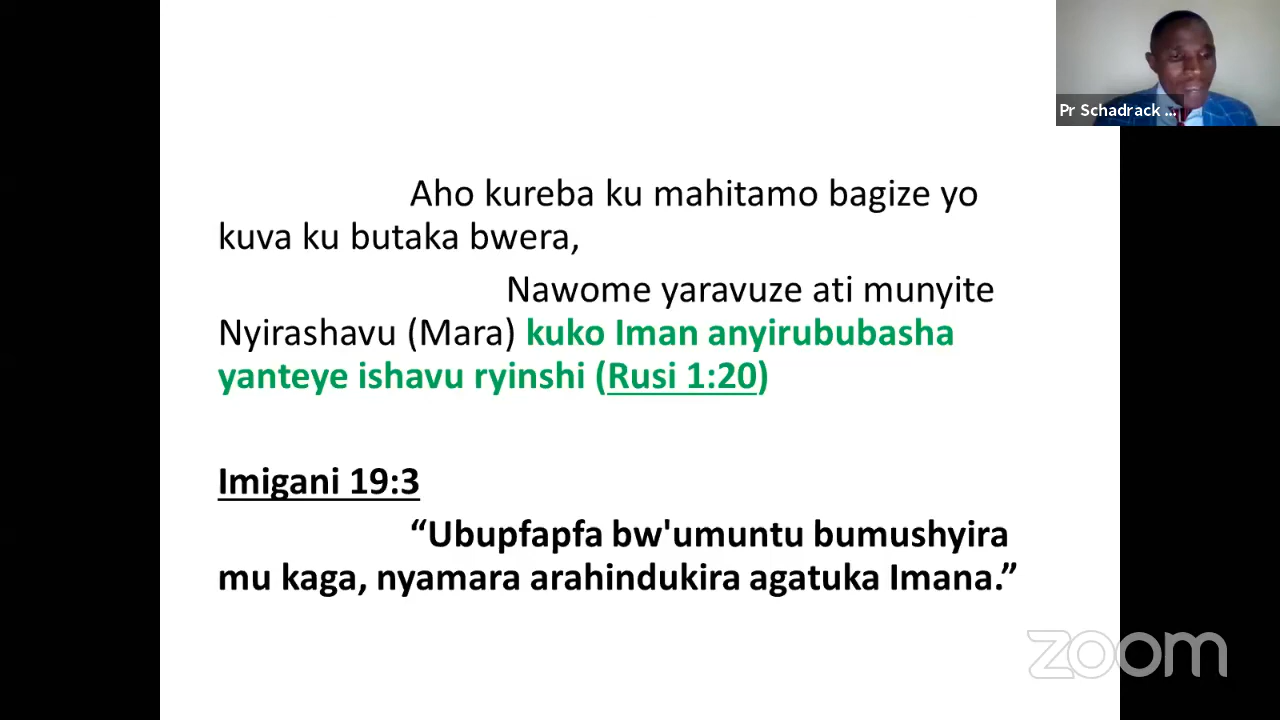 Pr Schadrack ...
Aho kureba ku mahitamo bagize yo
kuva ku butaka bwera,
Nawome yaravuze ati munyite
Nyirashavu (Mara) kuko Iman anyirububasha
yanteye ishavu ryinshi (Rusi 1:20)
Imigani 19:3
“Ubupfapfa bw'umuntu bumushyira
mu kaga, nyamara arahindukira agatuka Imana.”
zoom